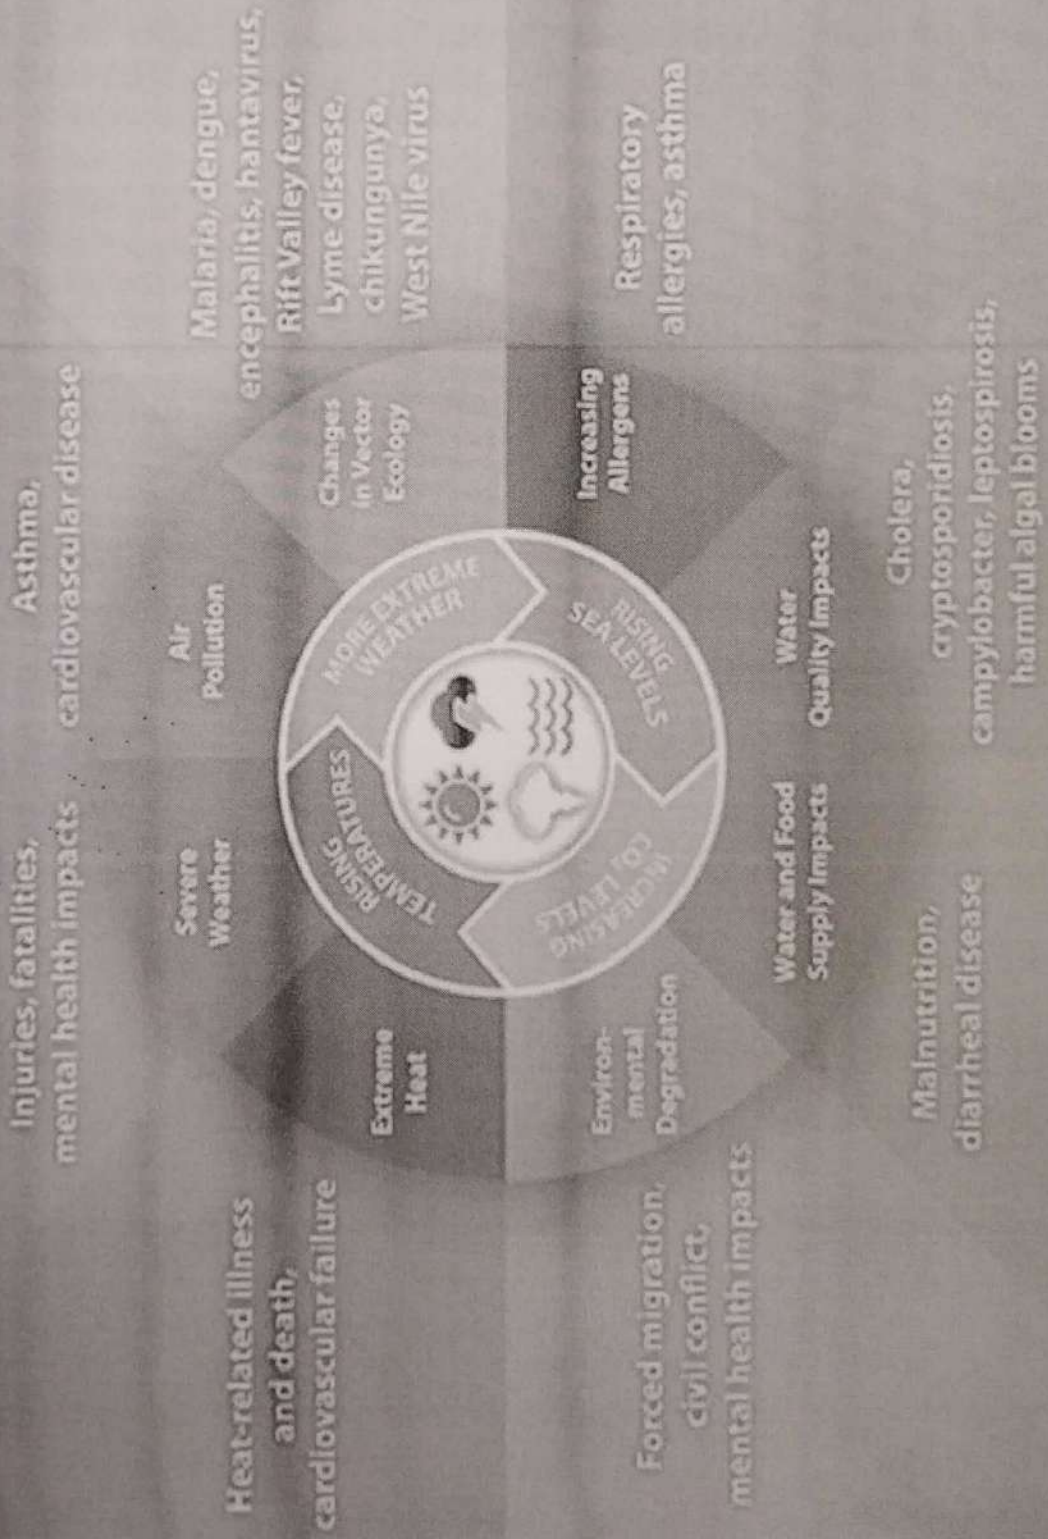 Injuries, fatalities,
mental health impacts
Asthma,
cardiovascular disease
Heat-related illness
and death,
cardiovascular failure
Severe
Weather
Air
Pollution
Malaria, dengue,
encephalitis, hantavirus,
Rift Valley fever,
Lyme disease,
chikungunya,
West Nile virus
Extreme
Heat
Changes
in Vector
Ecology
RISING
TEMPERATURES
MORE EXTREME
WEATHER
INCREASING
CO₂ LEVELS
RISING
SEA LEVELS
Environ-
mental
Degradation
Increasing
Allergens
Forced migration,
civil conflict,
mental health impacts
Respiratory
allergies, asthma
Water and Food
Supply Impacts
Water
Quality Impacts
Malnutrition,
diarrheal disease
Cholera,
cryptosporidiosis,
campylobacter, leptospirosis,
harmful algal blooms